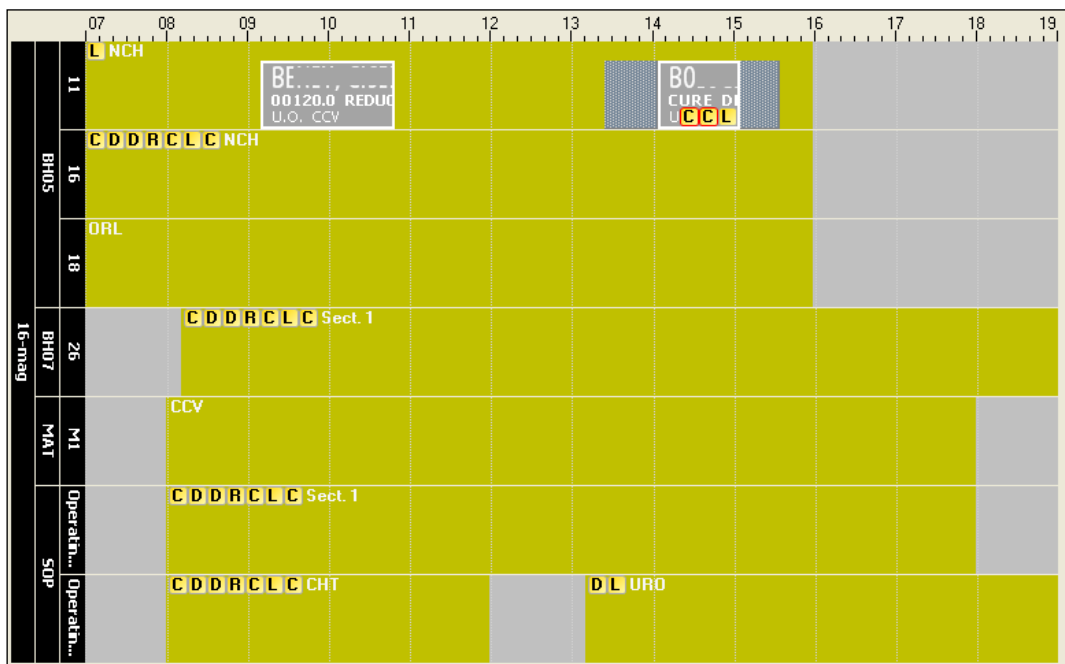 07 08 09 10 11 12 13 14 15 16 17 18 19
16-mag
BH05
11
L NCH
00120.0 REDUC
U.O. CCV
CURE DI
U
C C L
16
C D D R C L C NCH
18
ORL
BH07
26
C D D R C L C Sect. 1
MAT
M1
CCV
SOP
Operatin...
C D D R C L C Sect. 1
Operatin...
C D D R C L C CHT
D L URO